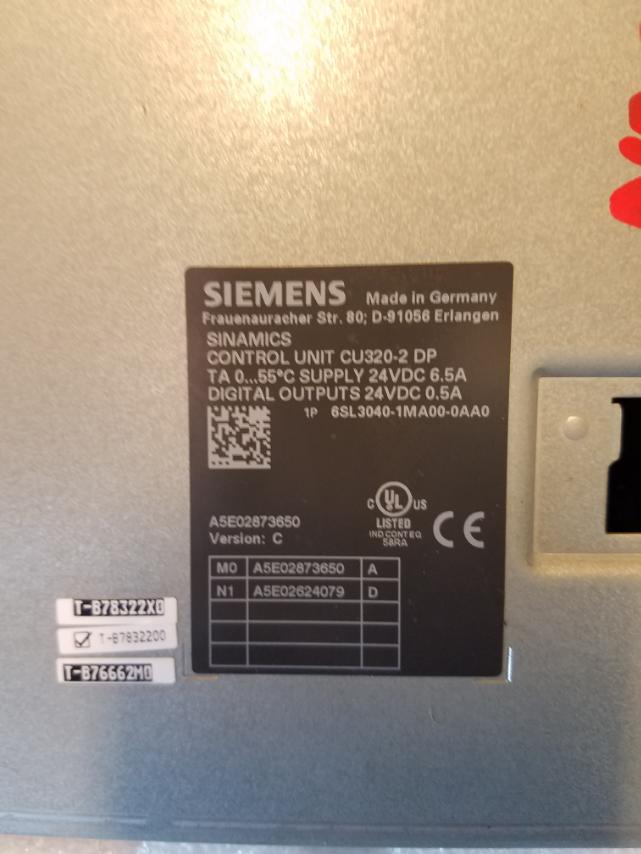 SIEMENS Made in Germany
Frauenauracher Str. 80; D-91056 Erlangen
SINAMICS
CONTROL UNIT CU320-2 DP
TA 0...55°C SUPPLY 24VDC 6.5A
DIGITAL OUTPUTS 24VDC 0.5A
1P 6SL3040-1MA00-0AA0
C UL US
LISTED
IND CONT EQ
58RA
CE
A5E02873650
Version: C
M0 A5E02873650 A
N1 A5E02624079 D
T-B78322X0
T-B7832200
T-B76662M0